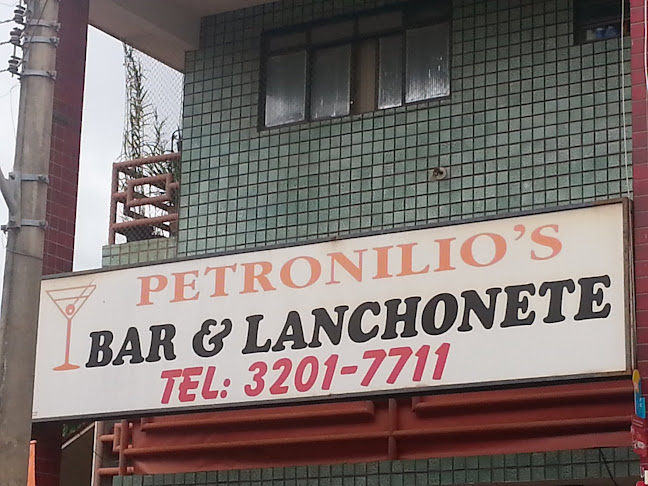 PETRONILIO'S
BAR & LANCHONETE
TEL: 3201-7711